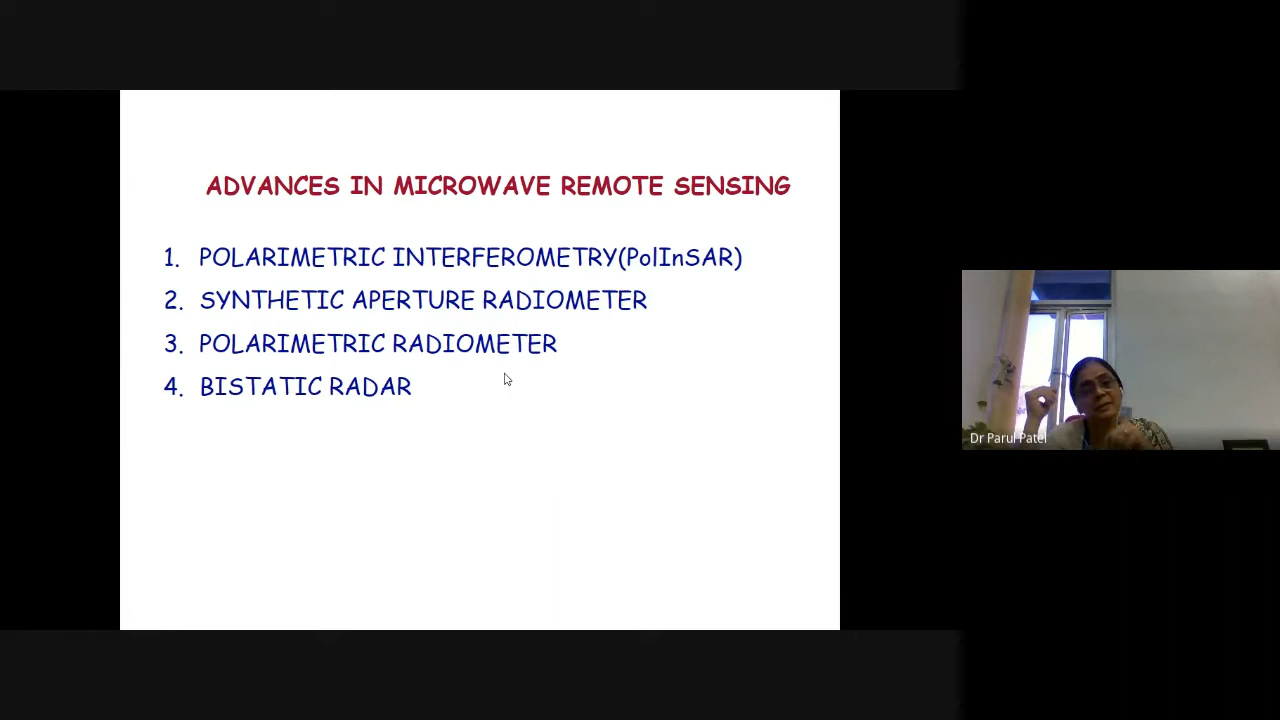 ADVANCES IN MICROWAVE REMOTE SENSING
1. POLARIMETRIC INTERFEROMETRY(PolInSAR)
2. SYNTHETIC APERTURE RADIOMETER
3. POLARIMETRIC RADIOMETER
4. BISTATIC RADAR
Dr Parul Patel